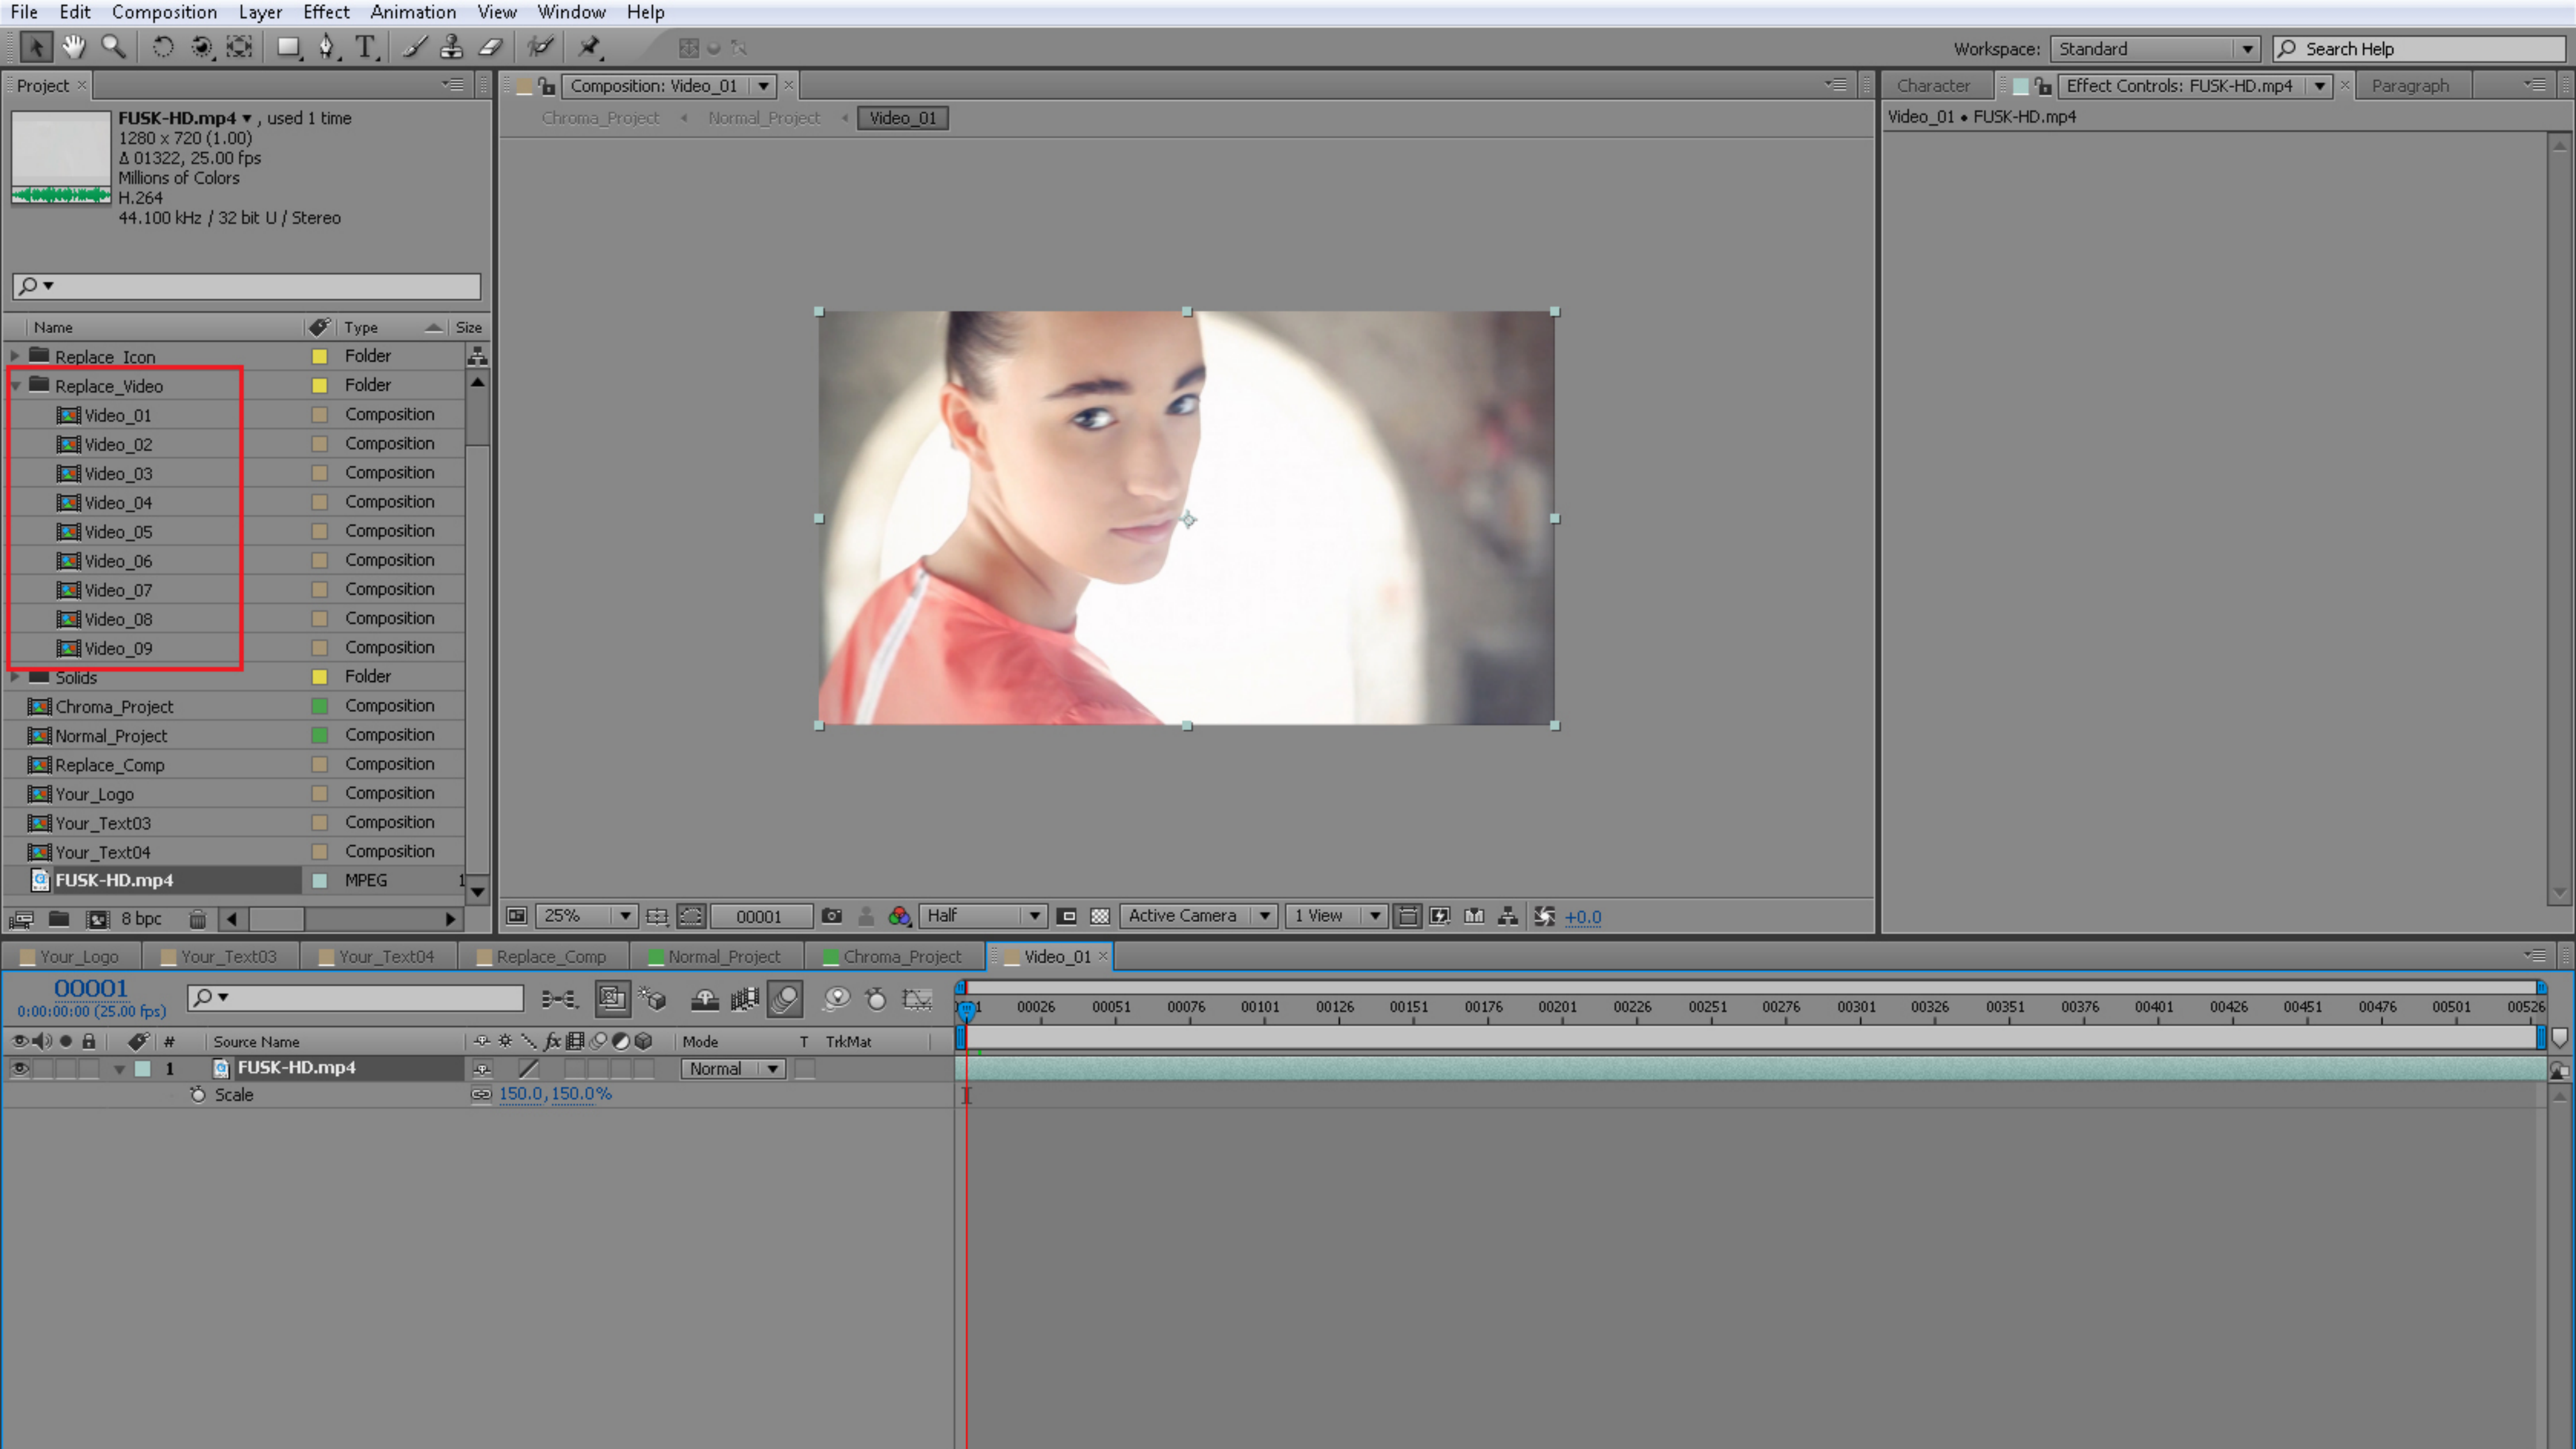 File Edit Composition Layer Effect Animation View Window Help
T
Workspace: Standard Search Help
Project × Composition: Video_01 × Character Effect Controls: FUSK-HD.mp4 × Paragraph
Chroma_Project Normal_Project Video_01
Video_01 • FUSK-HD.mp4
FUSK-HD.mp4 ▼ , used 1 time
1280 x 720 (1.00)
Δ 01322, 25.00 fps
Millions of Colors
H.264
44.100 kHz / 32 bit U / Stereo
Name Type Size
Replace_Icon Folder
Replace_Video Folder
Video_01 Composition
Video_02 Composition
Video_03 Composition
Video_04 Composition
Video_05 Composition
Video_06 Composition
Video_07 Composition
Video_08 Composition
Video_09 Composition
Solids Folder
Chroma_Project Composition
Normal_Project Composition
Replace_Comp Composition
Your_Logo Composition
Your_Text03 Composition
Your_Text04 Composition
FUSK-HD.mp4 MPEG 1
8 bpc
25% 00001 Half Active Camera 1 View +0.0
Your_Logo Your_Text03 Your_Text04 Replace_Comp Normal_Project Chroma_Project Video_01 ×
00001
0:00:00:00 (25.00 fps)
00026 00051 00076 00101 00126 00151 00176 00201 00226 00251 00276 00301 00326 00351 00376 00401 00426 00451 00476 00501 00526
# Source Name fx Mode T TrkMat
1 FUSK-HD.mp4 Normal
Scale 150.0, 150.0%